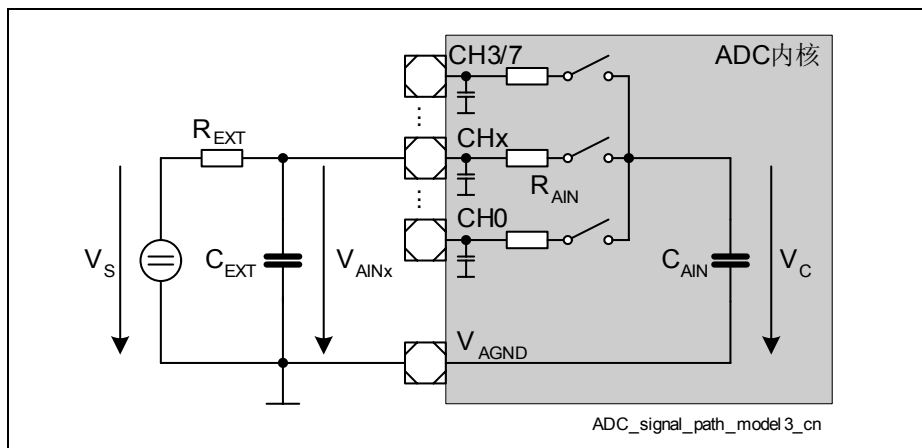 CH3/7
ADC内核
R_EXT
CHx
R_AIN
CH0
V_S
C_EXT
V_AINx
C_AIN
V_C
V_AGND
ADC_signal_path_model3_cn